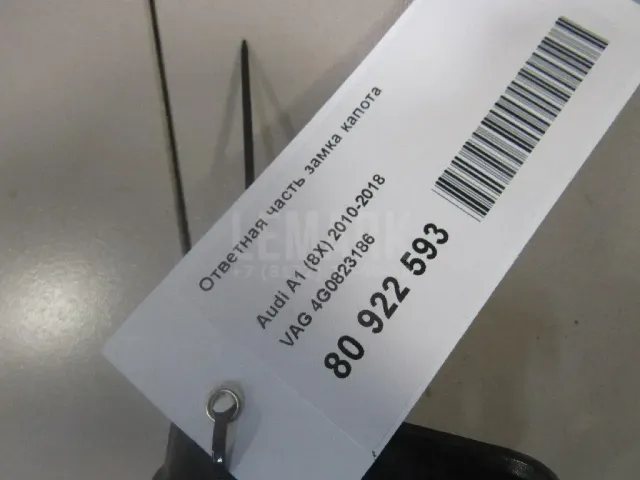 Ответная часть замка капота
Audi A1 (8X) 2010-2018
VAG 4G0823186
80 922 593